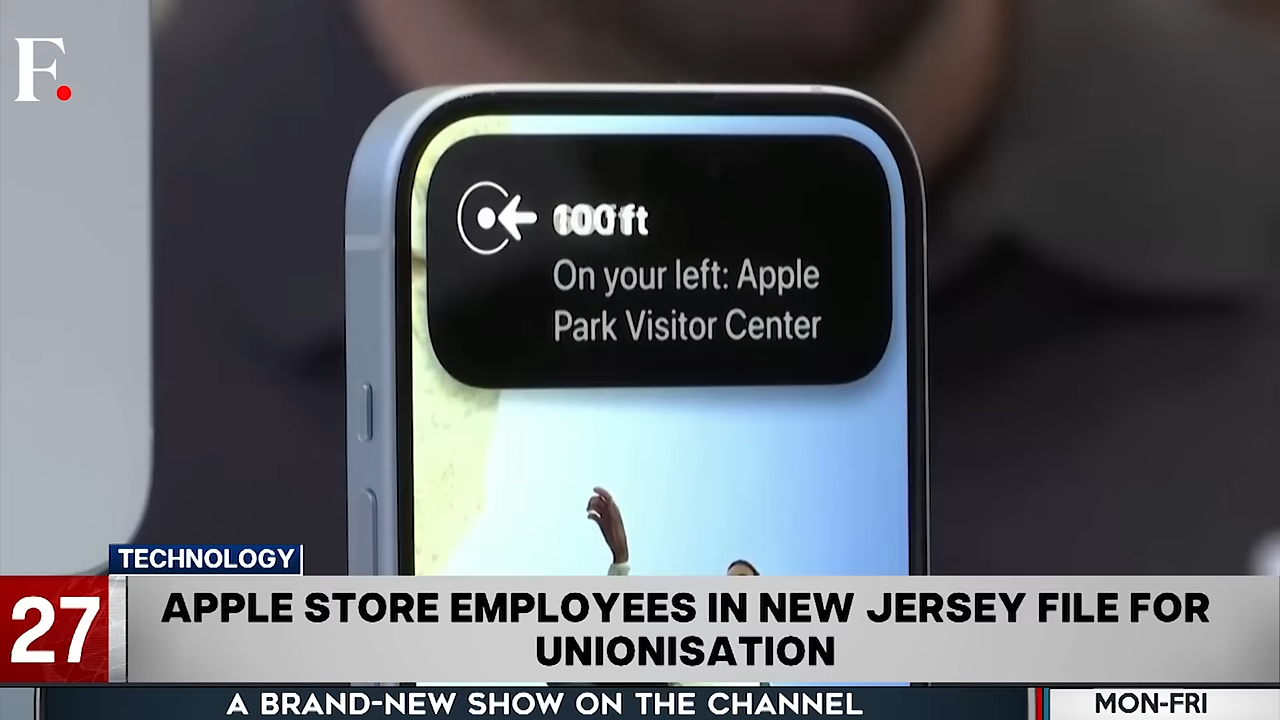 F.
On your left: Apple
Park Visitor Center
TECHNOLOGY
27
APPLE STORE EMPLOYEES IN NEW JERSEY FILE FOR
UNIONISATION
A BRAND-NEW SHOW ON THE CHANNEL
MON-FRI